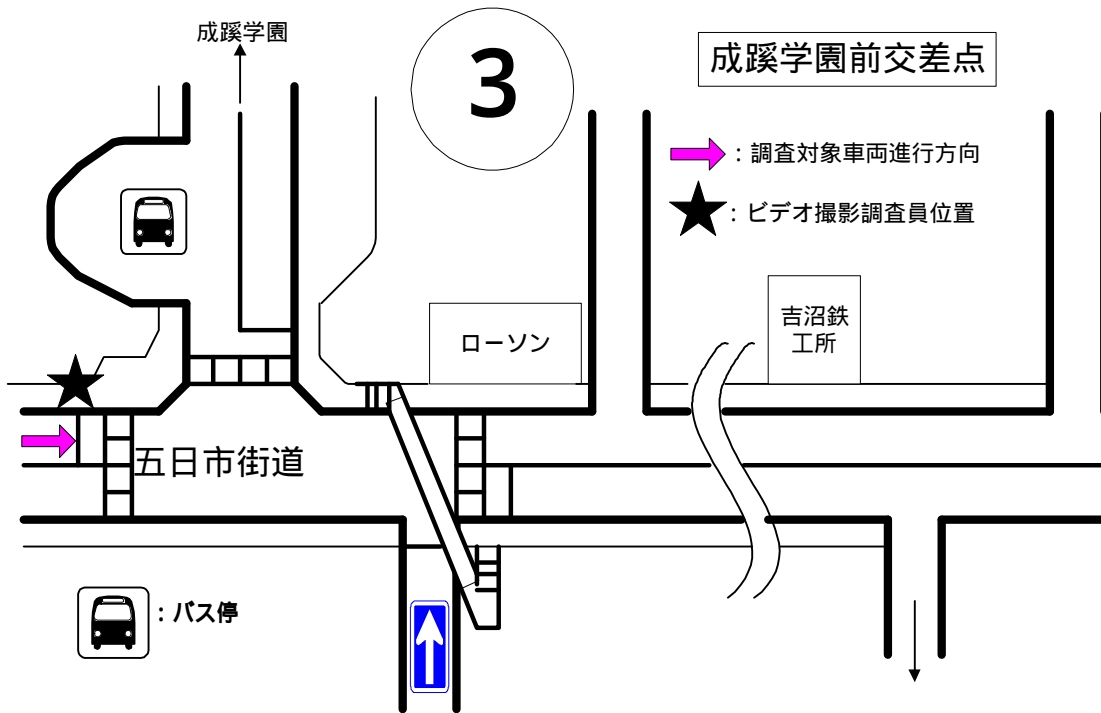 成蹊学園
3
成蹊学園前交差点
：調査対象車両進行方向
：ビデオ撮影調査員位置
ローソン
吉沼鉄
工所
五日市街道
：バス停